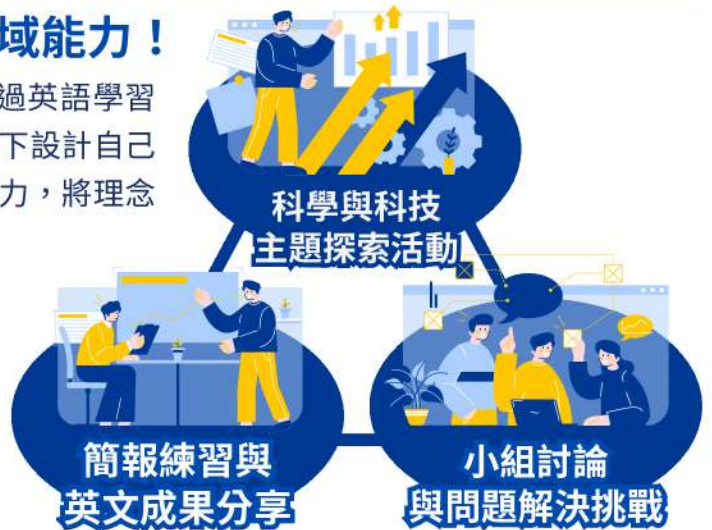 域能力！
過英語學習
下設計自己
力，將理念
科學與科技
主題探索活動
簡報練習與
英文成果分享
小組討論
與問題解決挑戰